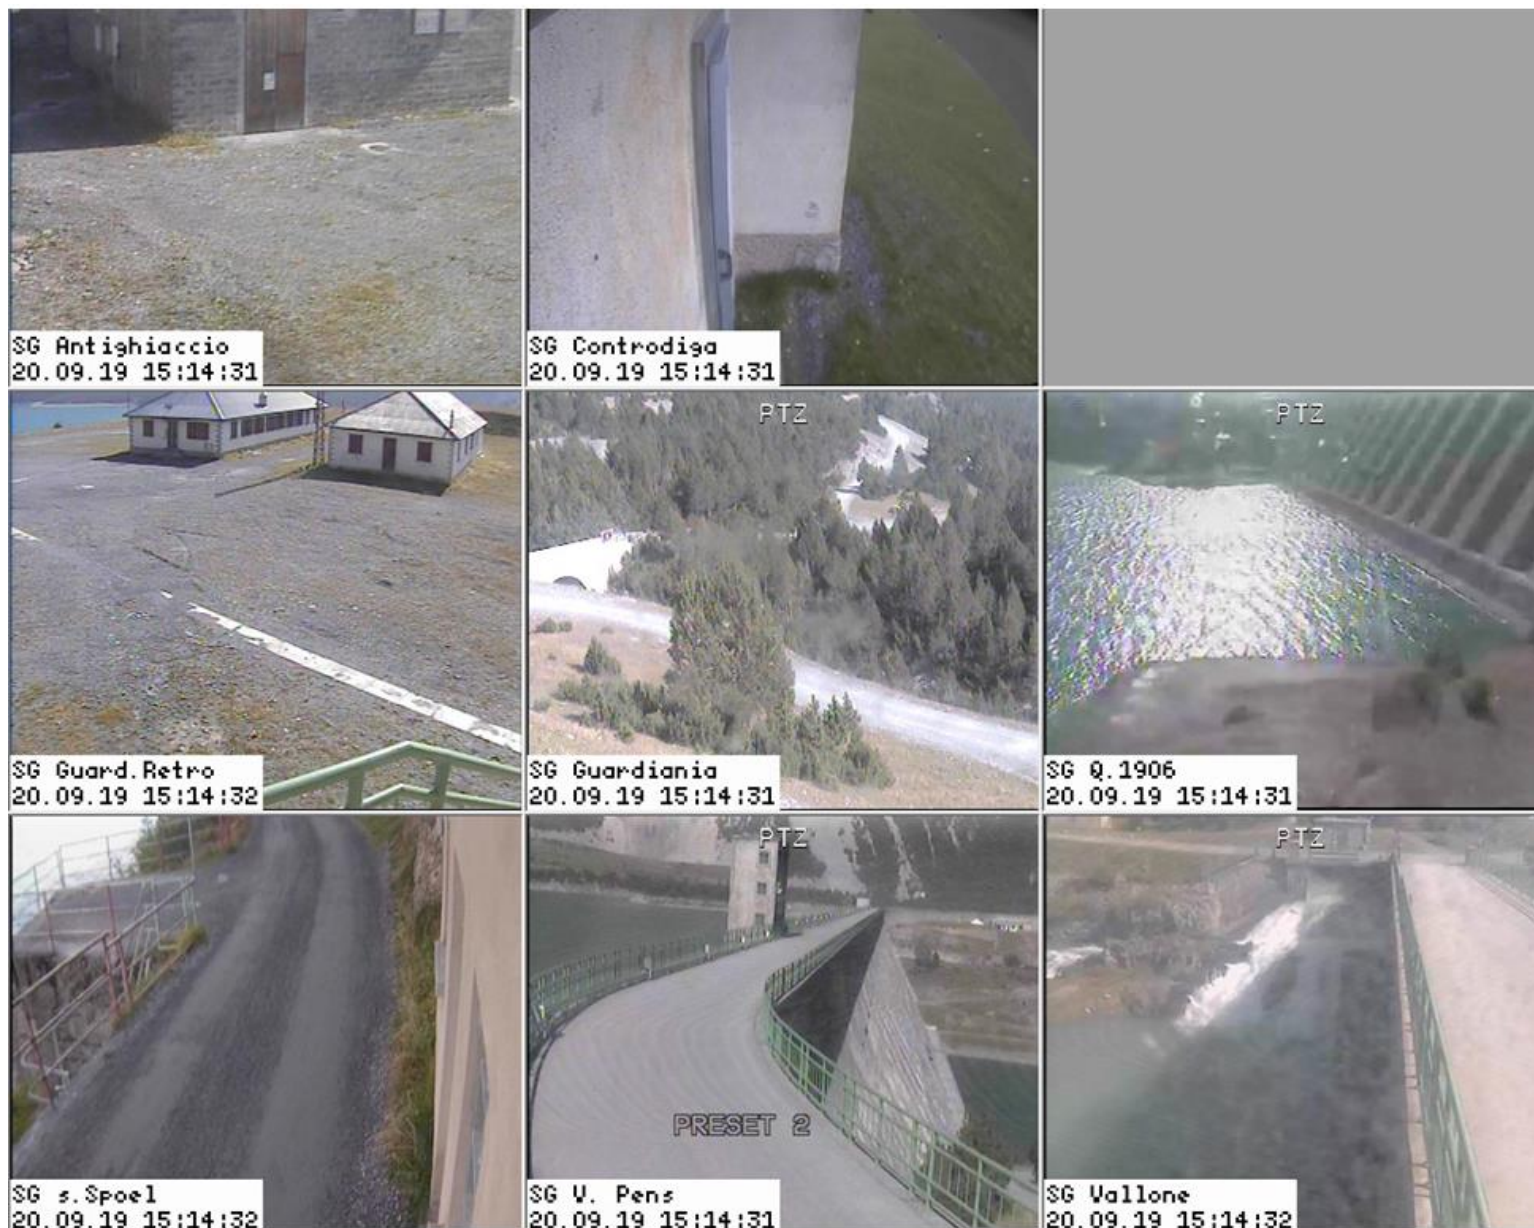 SG Antighiaccio
20.09.19 15:14:31
SG Controdiga
20.09.19 15:14:31
SG Guard.Retro
20.09.19 15:14:32
PTZ
SG Guardiania
20.09.19 15:14:31
PTZ
SG Q.1906
20.09.19 15:14:31
SG s.Spoel
20.09.19 15:14:32
PTZ
PRESET 2
SG V. Pens
20.09.19 15:14:31
PTZ
SG Vallone
20.09.19 15:14:32